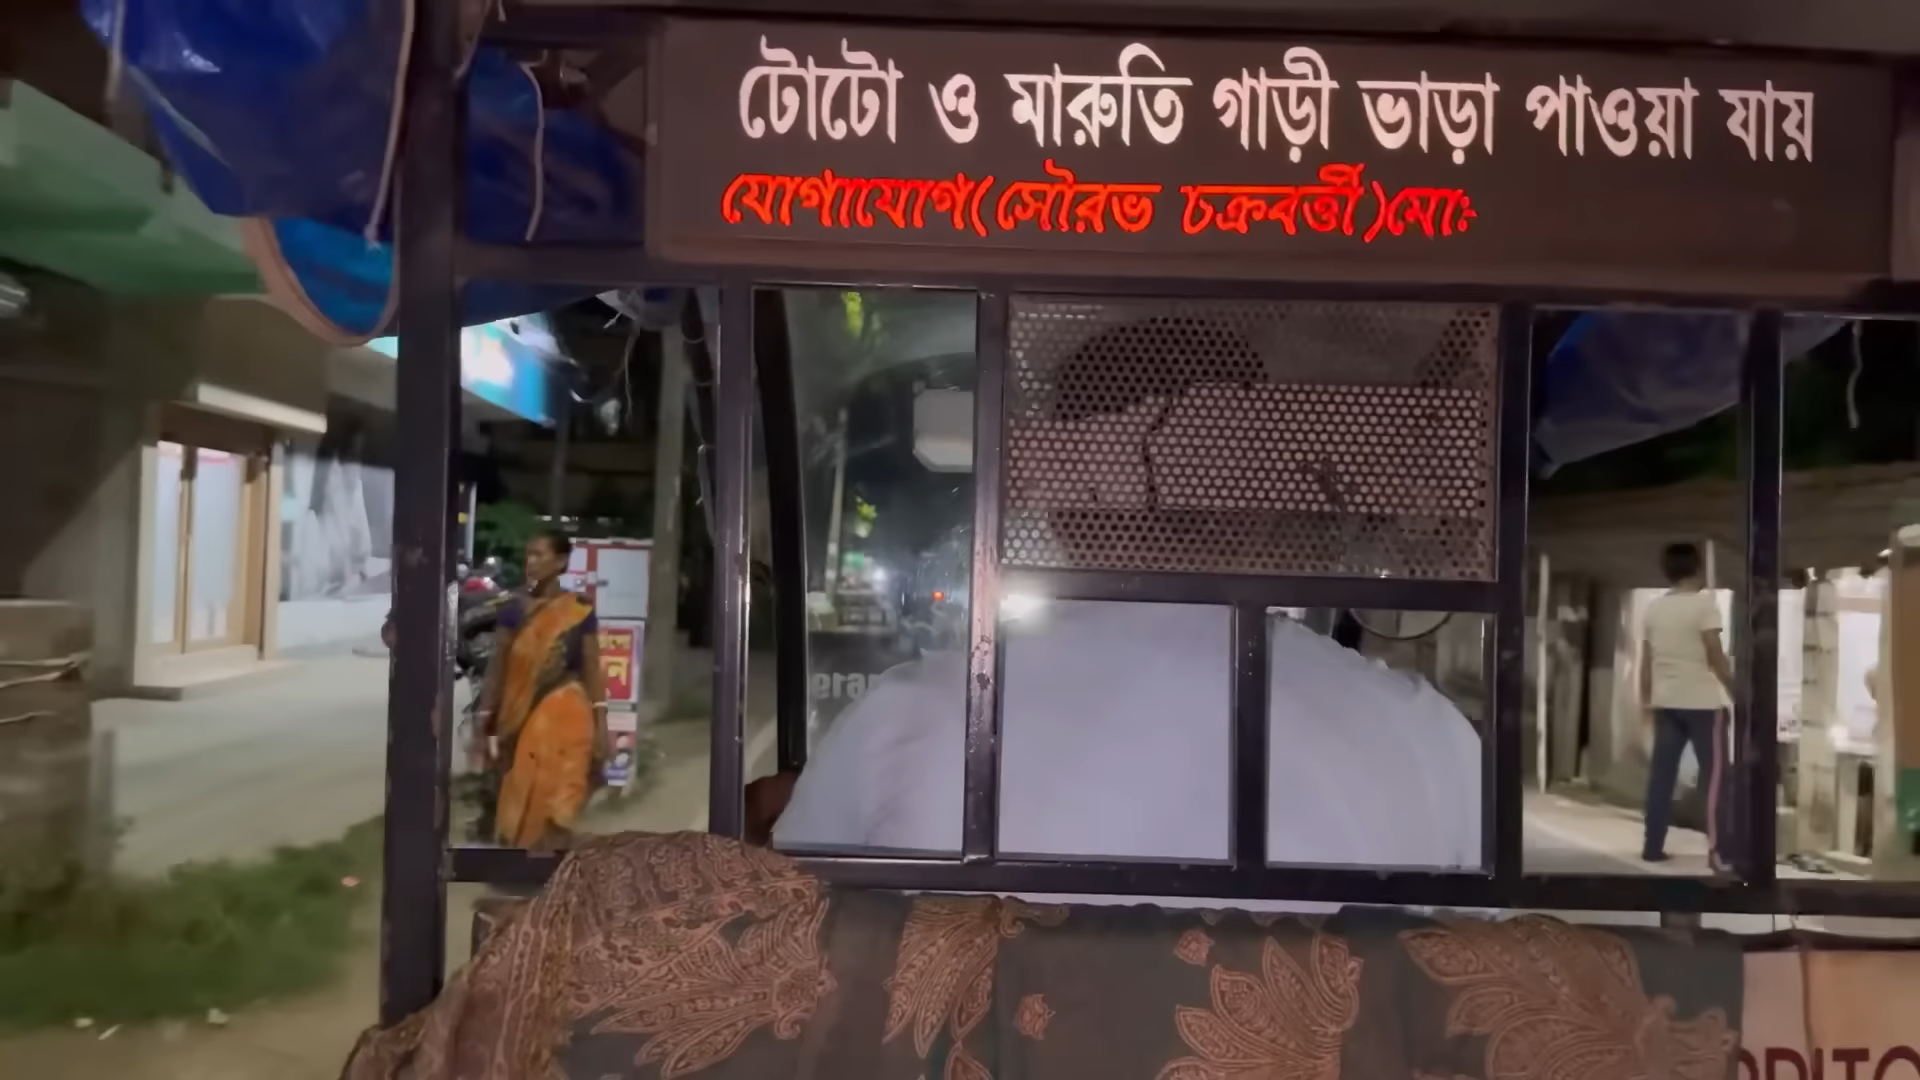 টোটো ও মারুতি গাড়ী ভাড়া পাওয়া যায়
যোগাযোগ(সৌরভ চক্রবর্ত্তী)মোঃ